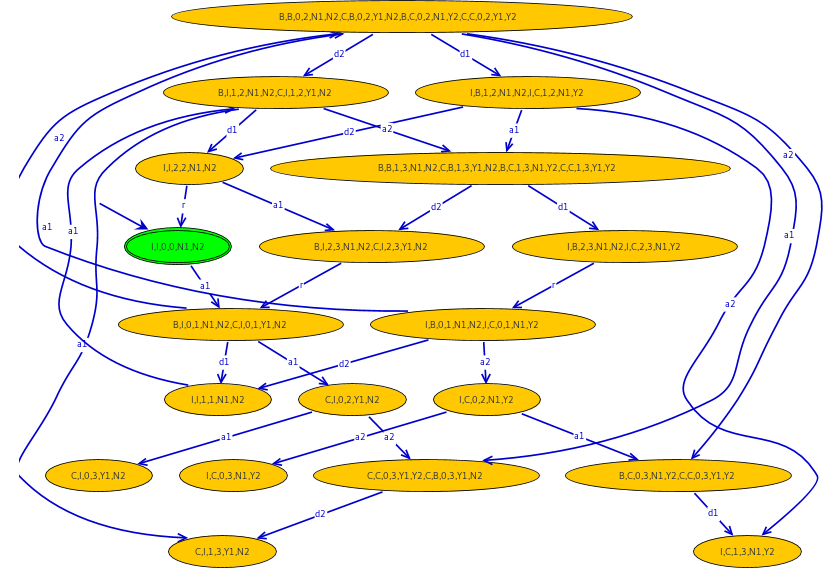 B,B,0,2,N1,N2,C,B,0,2,Y1,N2,B,C,0,2,N1,Y2,C,C,0,2,Y1,Y2
d2
d1
B,I,1,2,N1,N2,C,I,1,2,Y1,N2
I,B,1,2,N1,N2,I,C,1,2,N1,Y2
a2
d1
d2
a2
a1
a2
I,I,2,2,N1,N2
B,B,1,3,N1,N2,C,B,1,3,Y1,N2,B,C,1,3,N1,Y2,C,C,1,3,Y1,Y2
r
a1
d2
d1
a1
a1
a1
I,I,0,0,N1,N2
B,I,2,3,N1,N2,C,I,2,3,Y1,N2
I,B,2,3,N1,N2,I,C,2,3,N1,Y2
a1
r
r
a2
B,I,0,1,N1,N2,C,I,0,1,Y1,N2
I,B,0,1,N1,N2,I,C,0,1,N1,Y2
a1
d1
a1
d2
a2
I,I,1,1,N1,N2
C,I,0,2,Y1,N2
I,C,0,2,N1,Y2
a1
a2
a2
a1
C,I,0,3,Y1,N2
I,C,0,3,N1,Y2
C,C,0,3,Y1,Y2,C,B,0,3,Y1,N2
B,C,0,3,N1,Y2,C,C,0,3,Y1,Y2
d2
d1
C,I,1,3,Y1,N2
I,C,1,3,N1,Y2